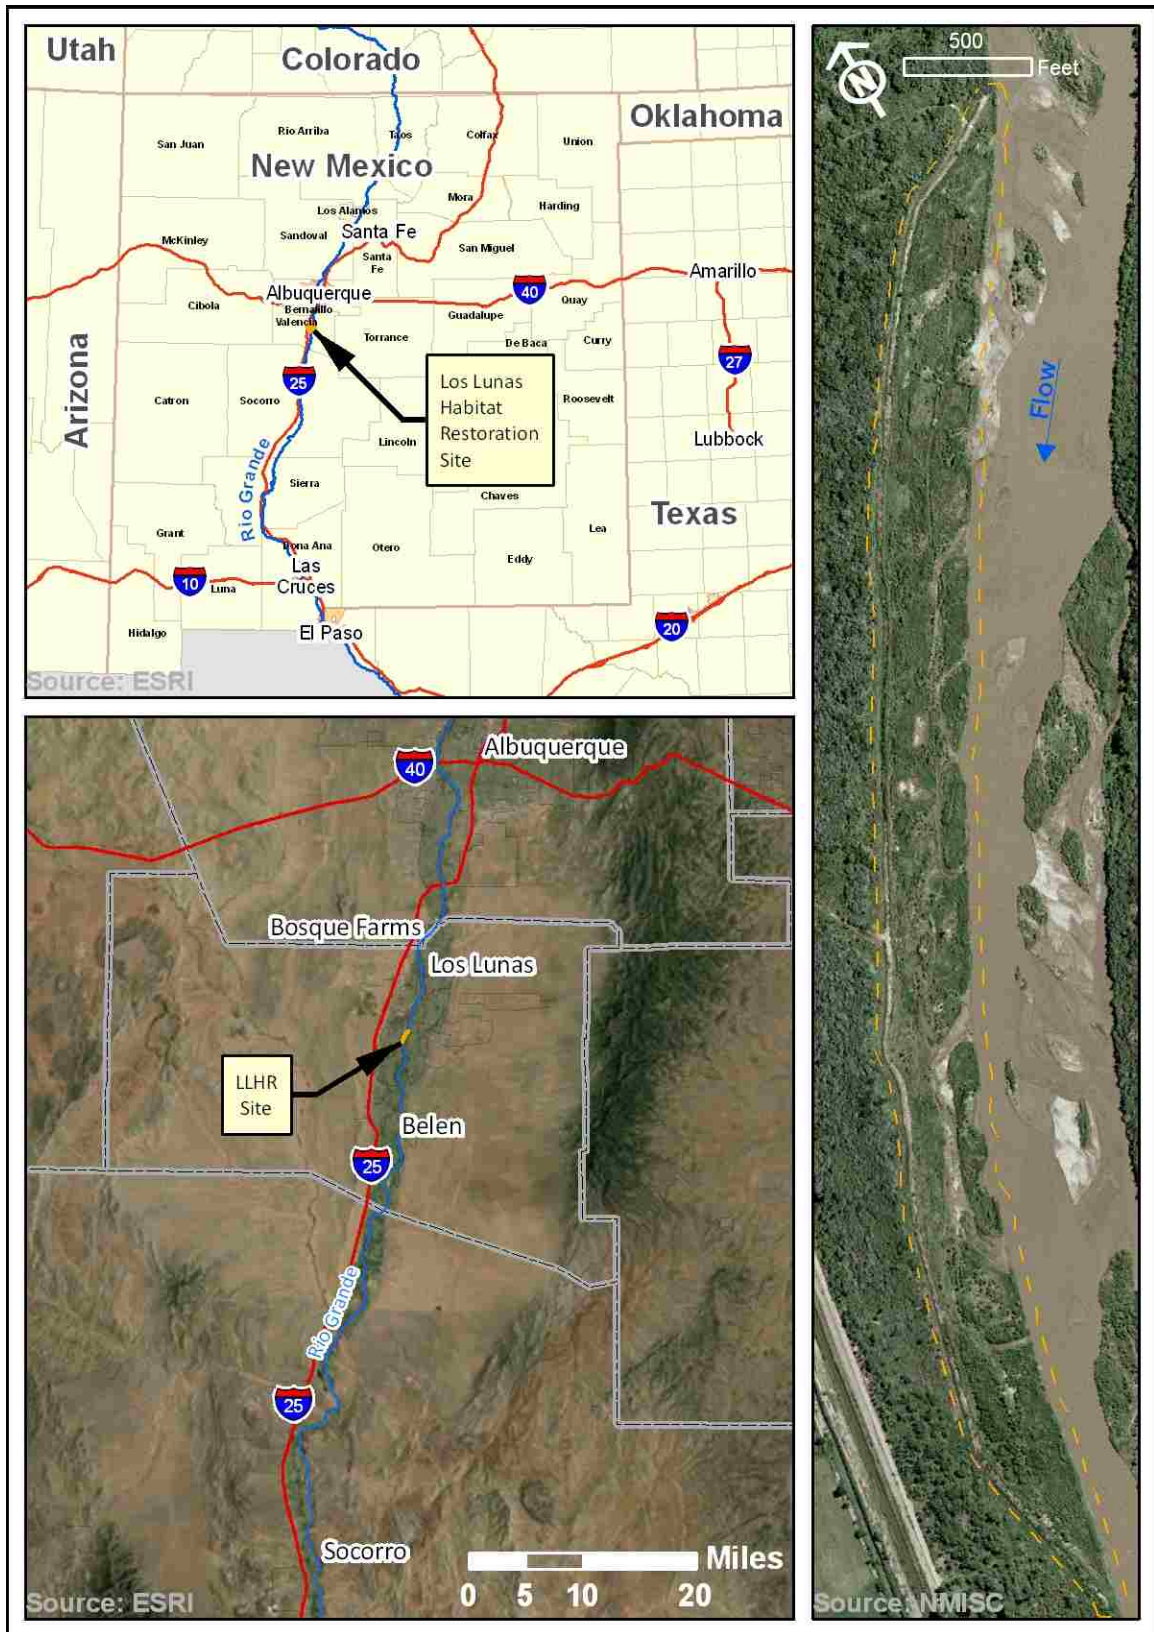 Utah
Colorado
Oklahoma
San Juan
Rio Arriba
Taos
Colfax
Union
New Mexico
Los Alamos
Mora
Harding
McKinley
Sandoval
Santa Fe
Santa
Fe
San Miguel
Amarillo
Albuquerque
40
Cibola
Bernalillo
Quay
Valencia
Guadalupe
Torrance
De Baca
Curry
27
Arizona
25
Los Lunas
Habitat
Restoration
Site
Catron
Socorro
Roosevelt
Lincoln
Lubbock
Rio Grande
Sierra
Chaves
Texas
Grant
Dona Ana
Otero
Lea
Eddy
Las
Cruces
10
Luna
20
Hidalgo
El Paso
Source: ESRI
Albuquerque
40
Bosque Farms
Los Lunas
LLHR
Site
Belen
25
Rio Grande
25
Socorro
Miles
0 5 10 20
Source: ESRI
N
500
Feet
Flow
Source: NMISC